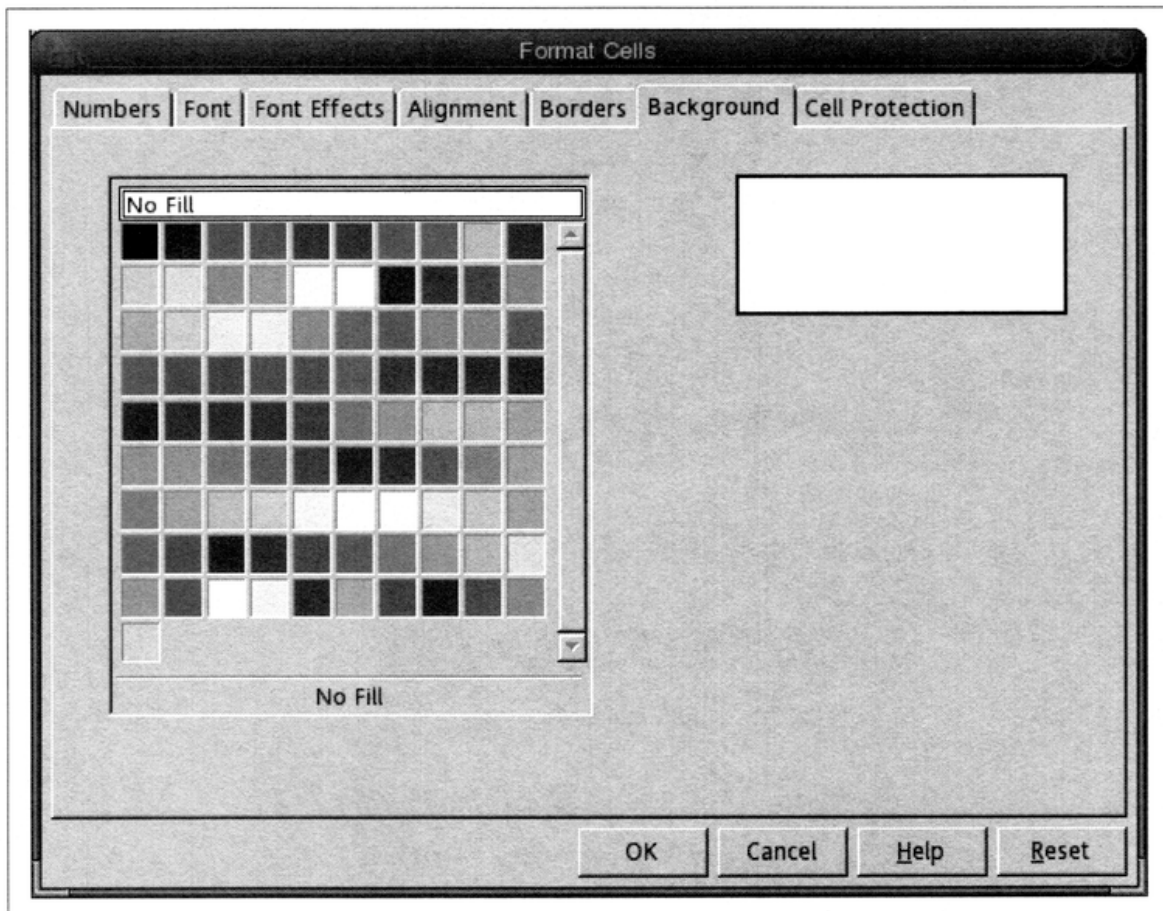 Format Cells
Numbers Font Font Effects Alignment Borders Background Cell Protection
No Fill
No Fill
OK Cancel Help Reset